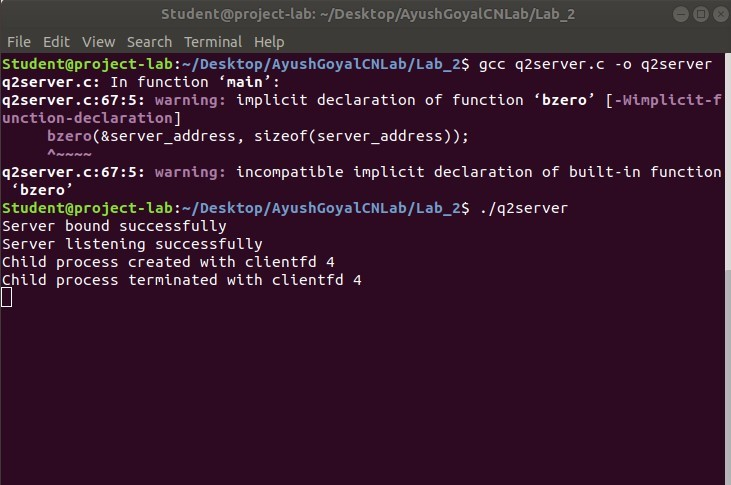 Student@project-lab: ~/Desktop/AyushGoyalCNLab/Lab_2
File Edit View Search Terminal Help
Student@project-lab:~/Desktop/AyushGoyalCNLab/Lab_2$ gcc q2server.c -o q2server
q2server.c: In function ‘main’:
q2server.c:67:5: warning: implicit declaration of function ‘bzero’ [-Wimplicit-f
unction-declaration]
     bzero(&server_address, sizeof(server_address));
     ^~~~~
q2server.c:67:5: warning: incompatible implicit declaration of built-in function
 ‘bzero’
Student@project-lab:~/Desktop/AyushGoyalCNLab/Lab_2$ ./q2server
Server bound successfully
Server listening successfully
Child process created with clientfd 4
Child process terminated with clientfd 4